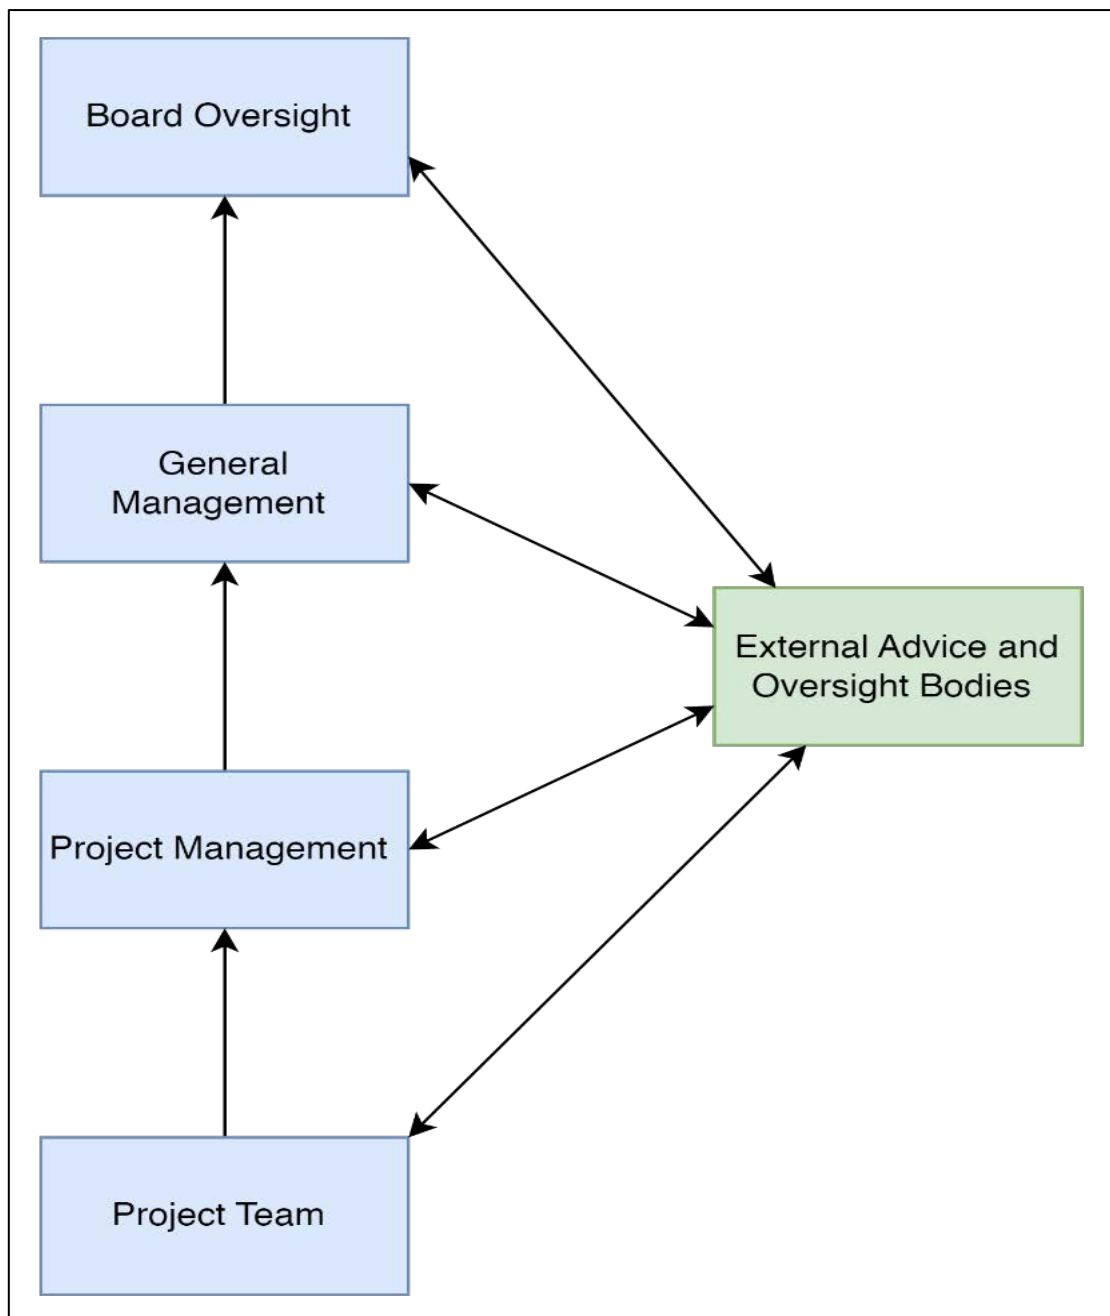 Board Oversight
General
Management
External Advice and
Oversight Bodies
Project Management
Project Team